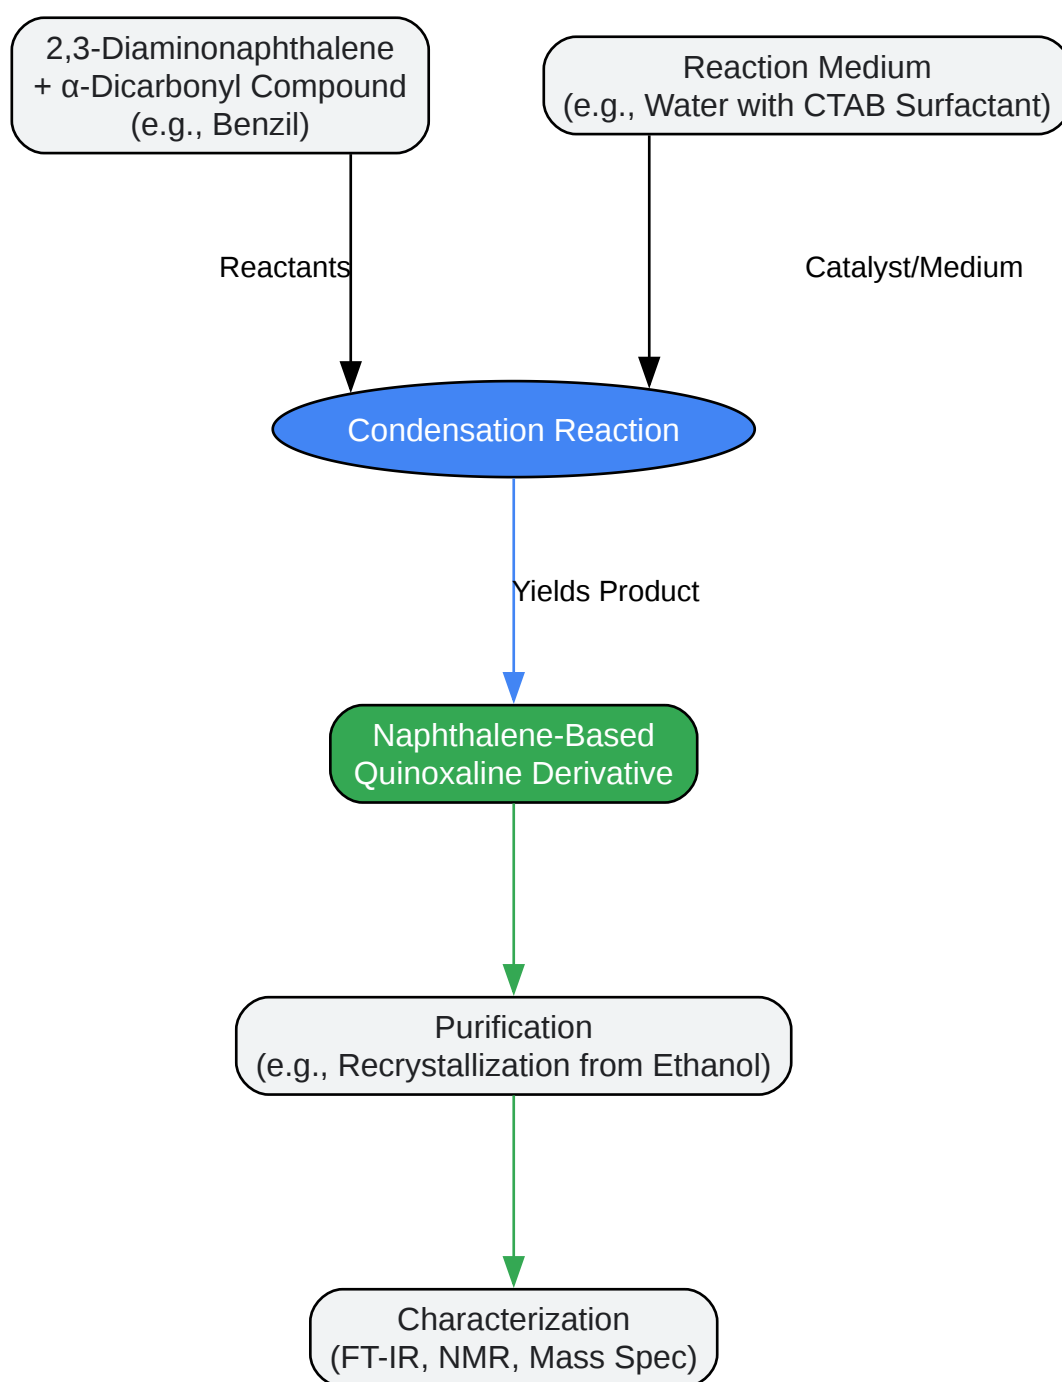 2,3-Diaminonaphthalene
+ α-Dicarbonyl Compound
(e.g., Benzil)
Reaction Medium
(e.g., Water with CTAB Surfactant)
Reactants
Catalyst/Medium
Condensation Reaction
Yields Product
Naphthalene-Based
Quinoxaline Derivative
Purification
(e.g., Recrystallization from Ethanol)
Characterization
(FT-IR, NMR, Mass Spec)